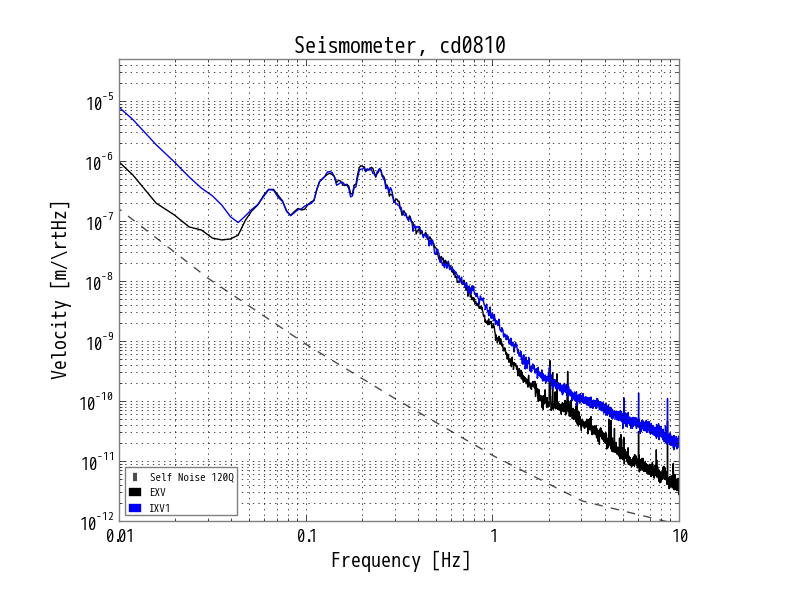 Seismometer, cd0810
Velocity [m/\rtHz]
10^-5
10^-6
10^-7
10^-8
10^-9
10^-10
10^-11
10^-12
Self Noise 120Q
EXV
IXV1
0.01 0.1 1 10
Frequency [Hz]